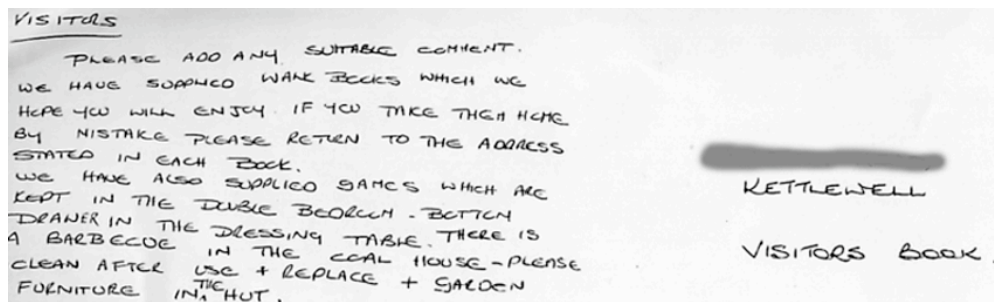 VISITORS
PLEASE ADD ANY SUITABLE COMMENT.
WE HAVE SUPPLIED WALK BOOKS WHICH WE
HOPE YOU WILL ENJOY. IF YOU TAKE THEM HOME
BY MISTAKE PLEASE RETURN TO THE ADDRESS
STATED IN EACH BOOK.
WE HAVE ALSO SUPPLIED GAMES WHICH ARE
KEPT IN THE DOUBLE BEDROOM - BOTTOM
DRAWER IN THE DRESSING TABLE. THERE IS
A BARBECUE IN THE COAL HOUSE - PLEASE
CLEAN AFTER USE + REPLACE + GARDEN
FURNITURE IN THE HUT.
KETTLEWELL
VISITORS BOOK.